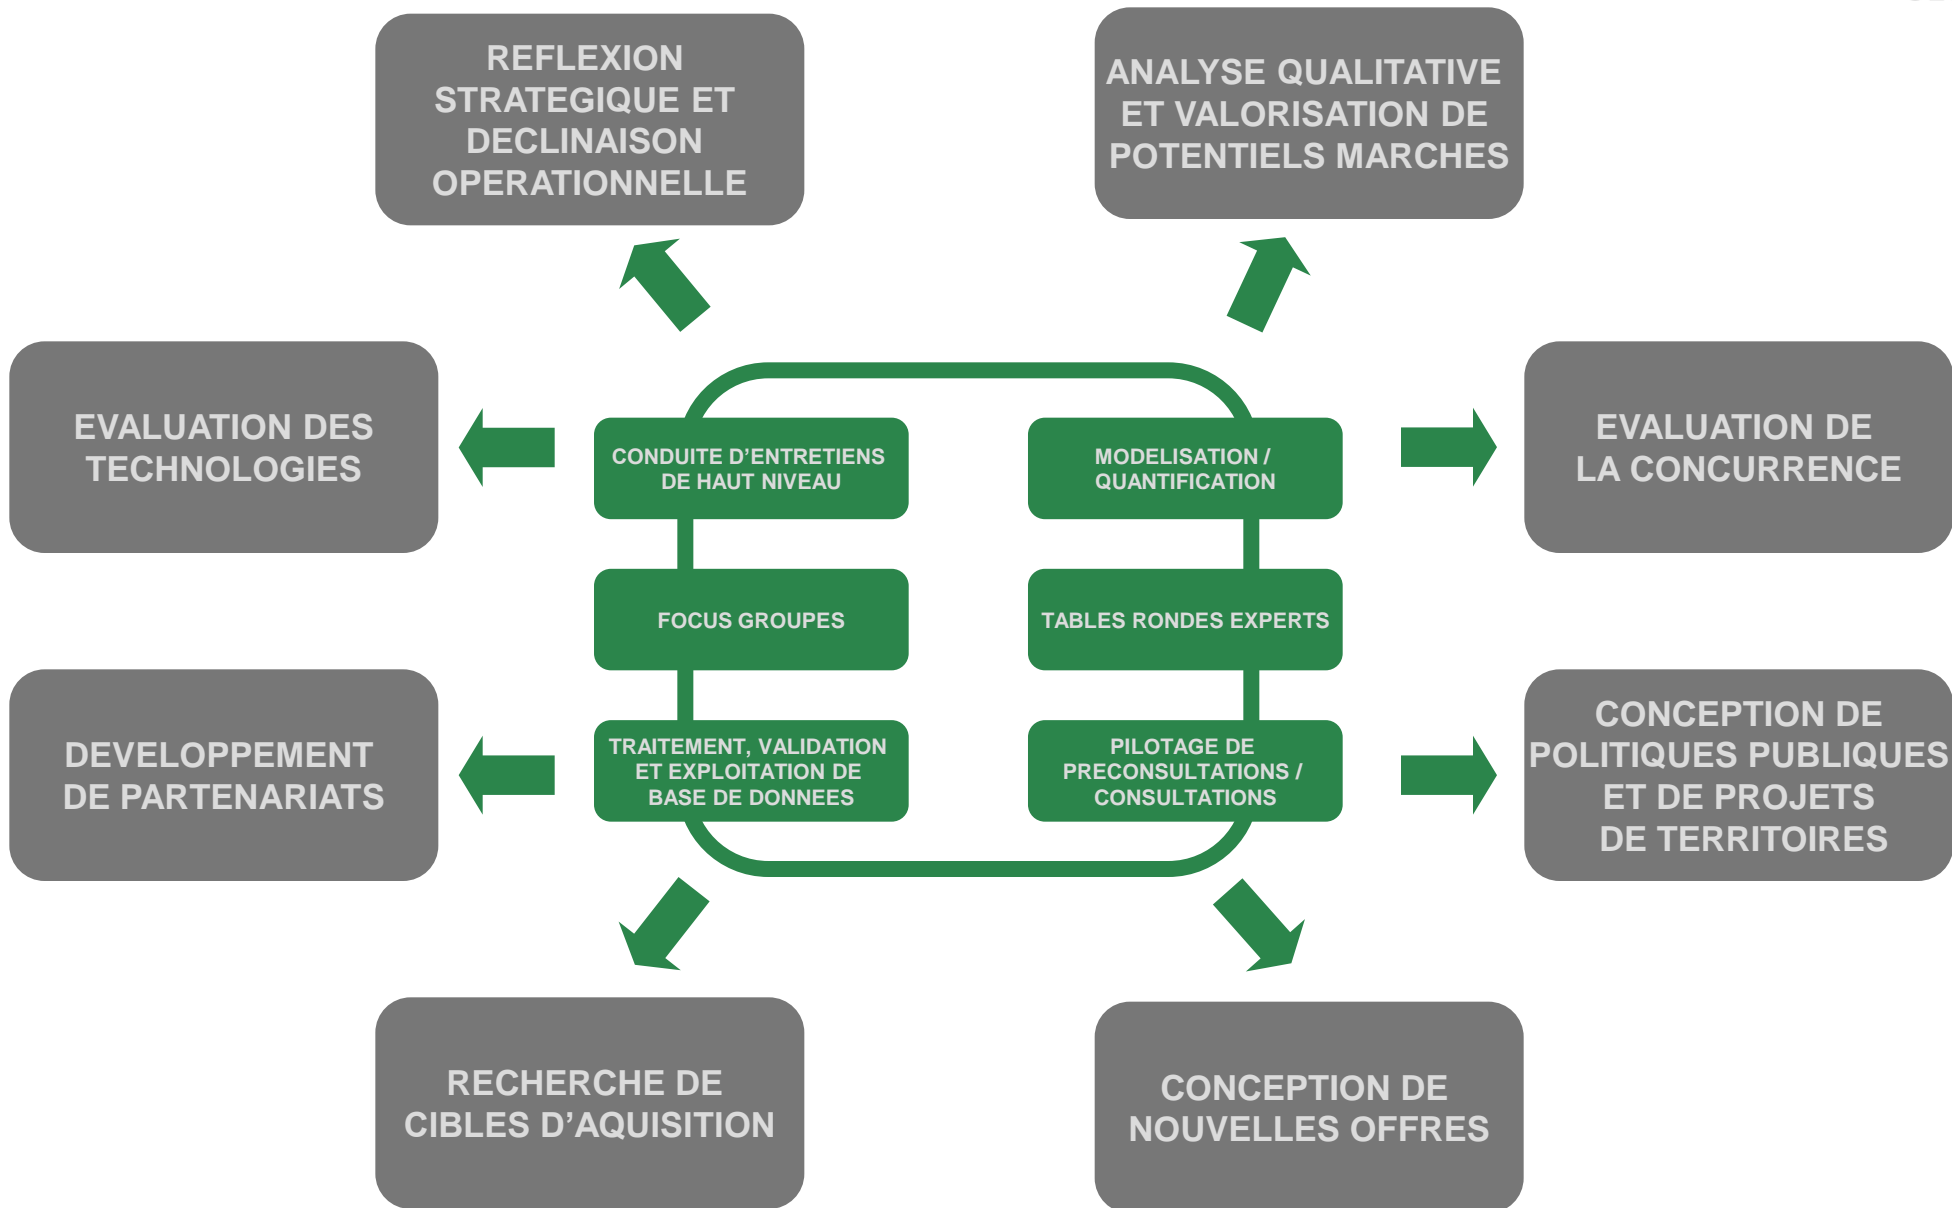 REFLEXION
STRATEGIQUE ET
DECLINAISON
OPERATIONNELLE
ANALYSE QUALITATIVE
ET VALORISATION DE
POTENTIELS MARCHES
EVALUATION DES
TECHNOLOGIES
CONDUITE D’ENTRETIENS
DE HAUT NIVEAU
MODELISATION /
QUANTIFICATION
EVALUATION DE
LA CONCURRENCE
FOCUS GROUPES
TABLES RONDES EXPERTS
DEVELOPPEMENT
DE PARTENARIATS
TRAITEMENT, VALIDATION
ET EXPLOITATION DE
BASE DE DONNEES
PILOTAGE DE
PRECONSULTATIONS /
CONSULTATIONS
CONCEPTION DE
POLITIQUES PUBLIQUES
ET DE PROJETS
DE TERRITOIRES
RECHERCHE DE
CIBLES D’AQUISITION
CONCEPTION DE
NOUVELLES OFFRES